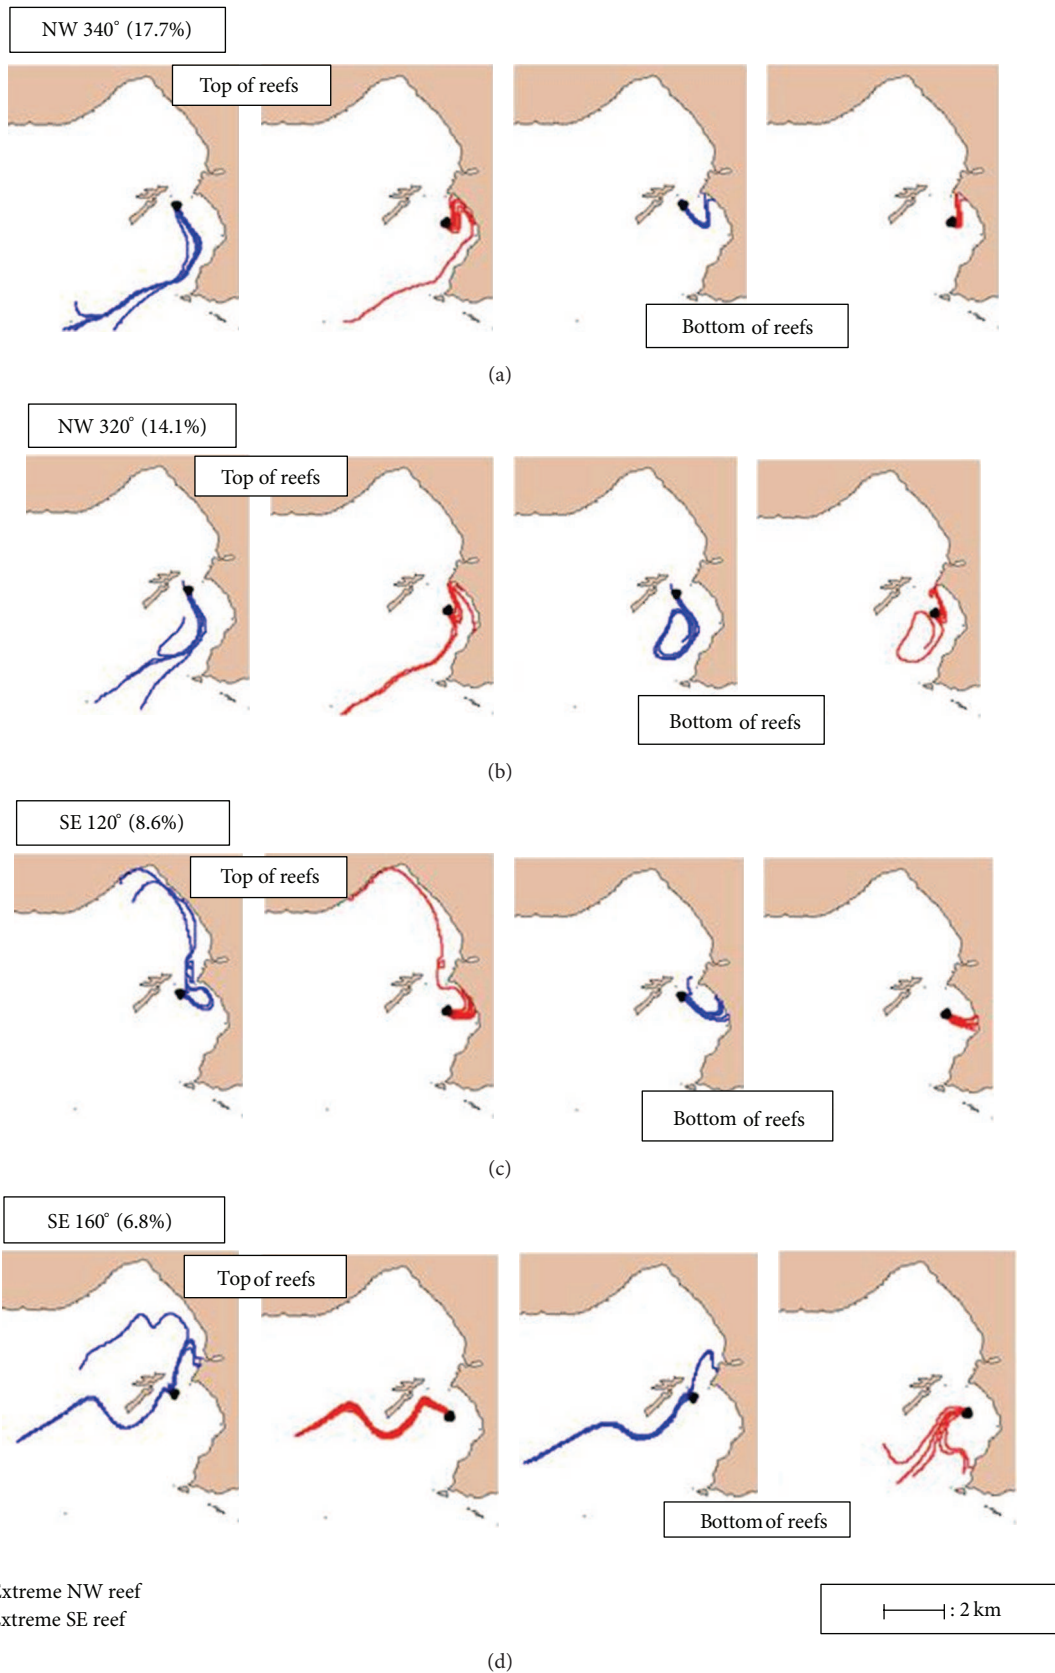 NW 340° (17.7%)
Top of reefs
Bottom of reefs
(a)
NW 320° (14.1%)
Top of reefs
Bottom of reefs
(b)
SE 120° (8.6%)
Top of reefs
Bottom of reefs
(c)
SE 160° (6.8%)
Top of reefs
Bottom of reefs
Extreme NW reef
Extreme SE reef
: 2 km
(d)